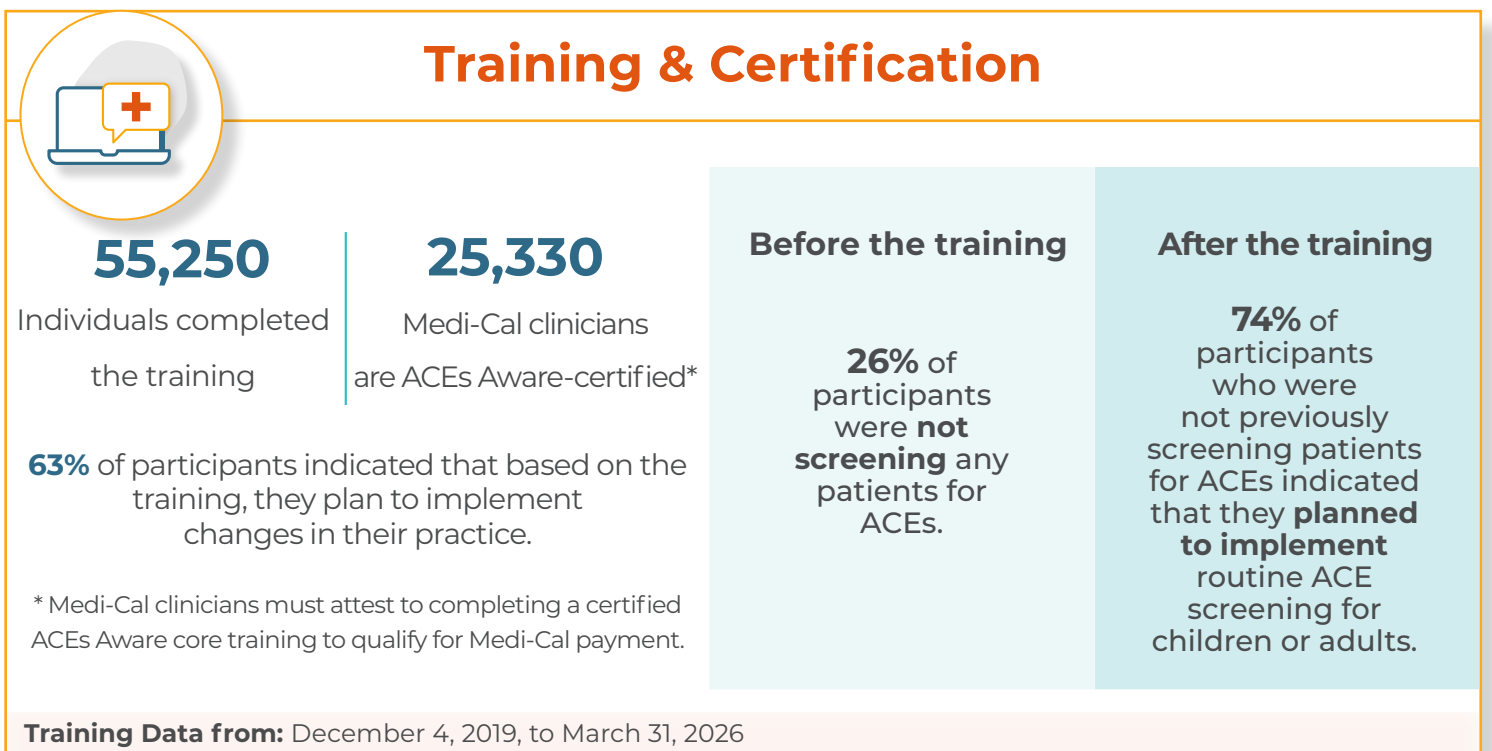 Training & Certification
55,250
Individuals completed
the training
25,330
Medi-Cal clinicians
are ACEs Aware-certified*
63% of participants indicated that based on the
training, they plan to implement
changes in their practice.
* Medi-Cal clinicians must attest to completing a certified
ACEs Aware core training to qualify for Medi-Cal payment.
Before the training
26% of
participants
were not
screening any
patients for
ACEs.
After the training
74% of
participants
who were
not previously
screening patients
for ACEs indicated
that they planned
to implement
routine ACE
screening for
children or adults.
Training Data from: December 4, 2019, to March 31, 2026